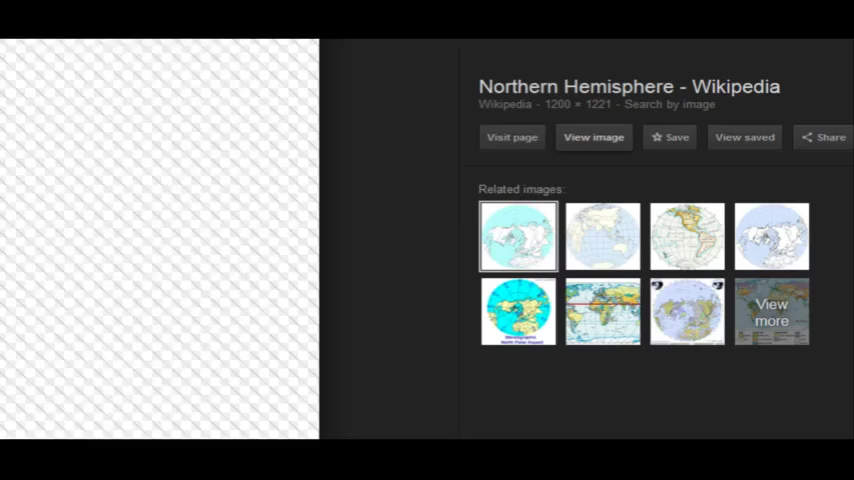 Northern Hemisphere - Wikipedia
Wikipedia - 1200 × 1221 - Search by image
Visit page
View image
Save
View saved
Share
Related images:
View
more